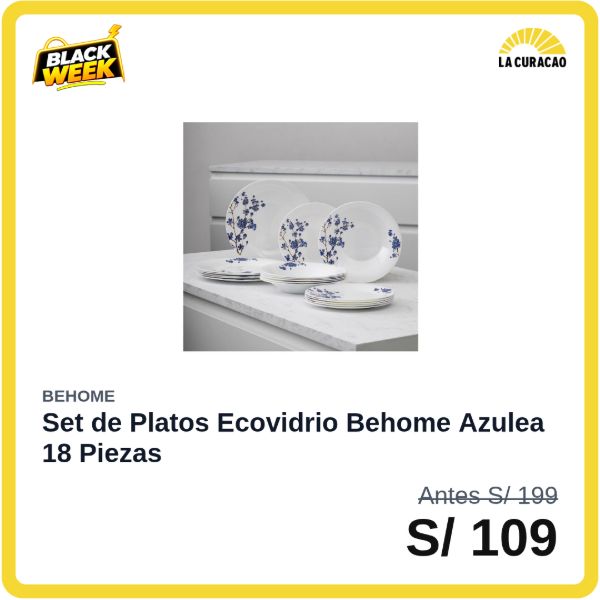 BLACK
WEEK
LA CURACAO
BEHOME
Set de Platos Ecovidrio Behome Azulea
18 Piezas
Antes S/ 199
S/ 109